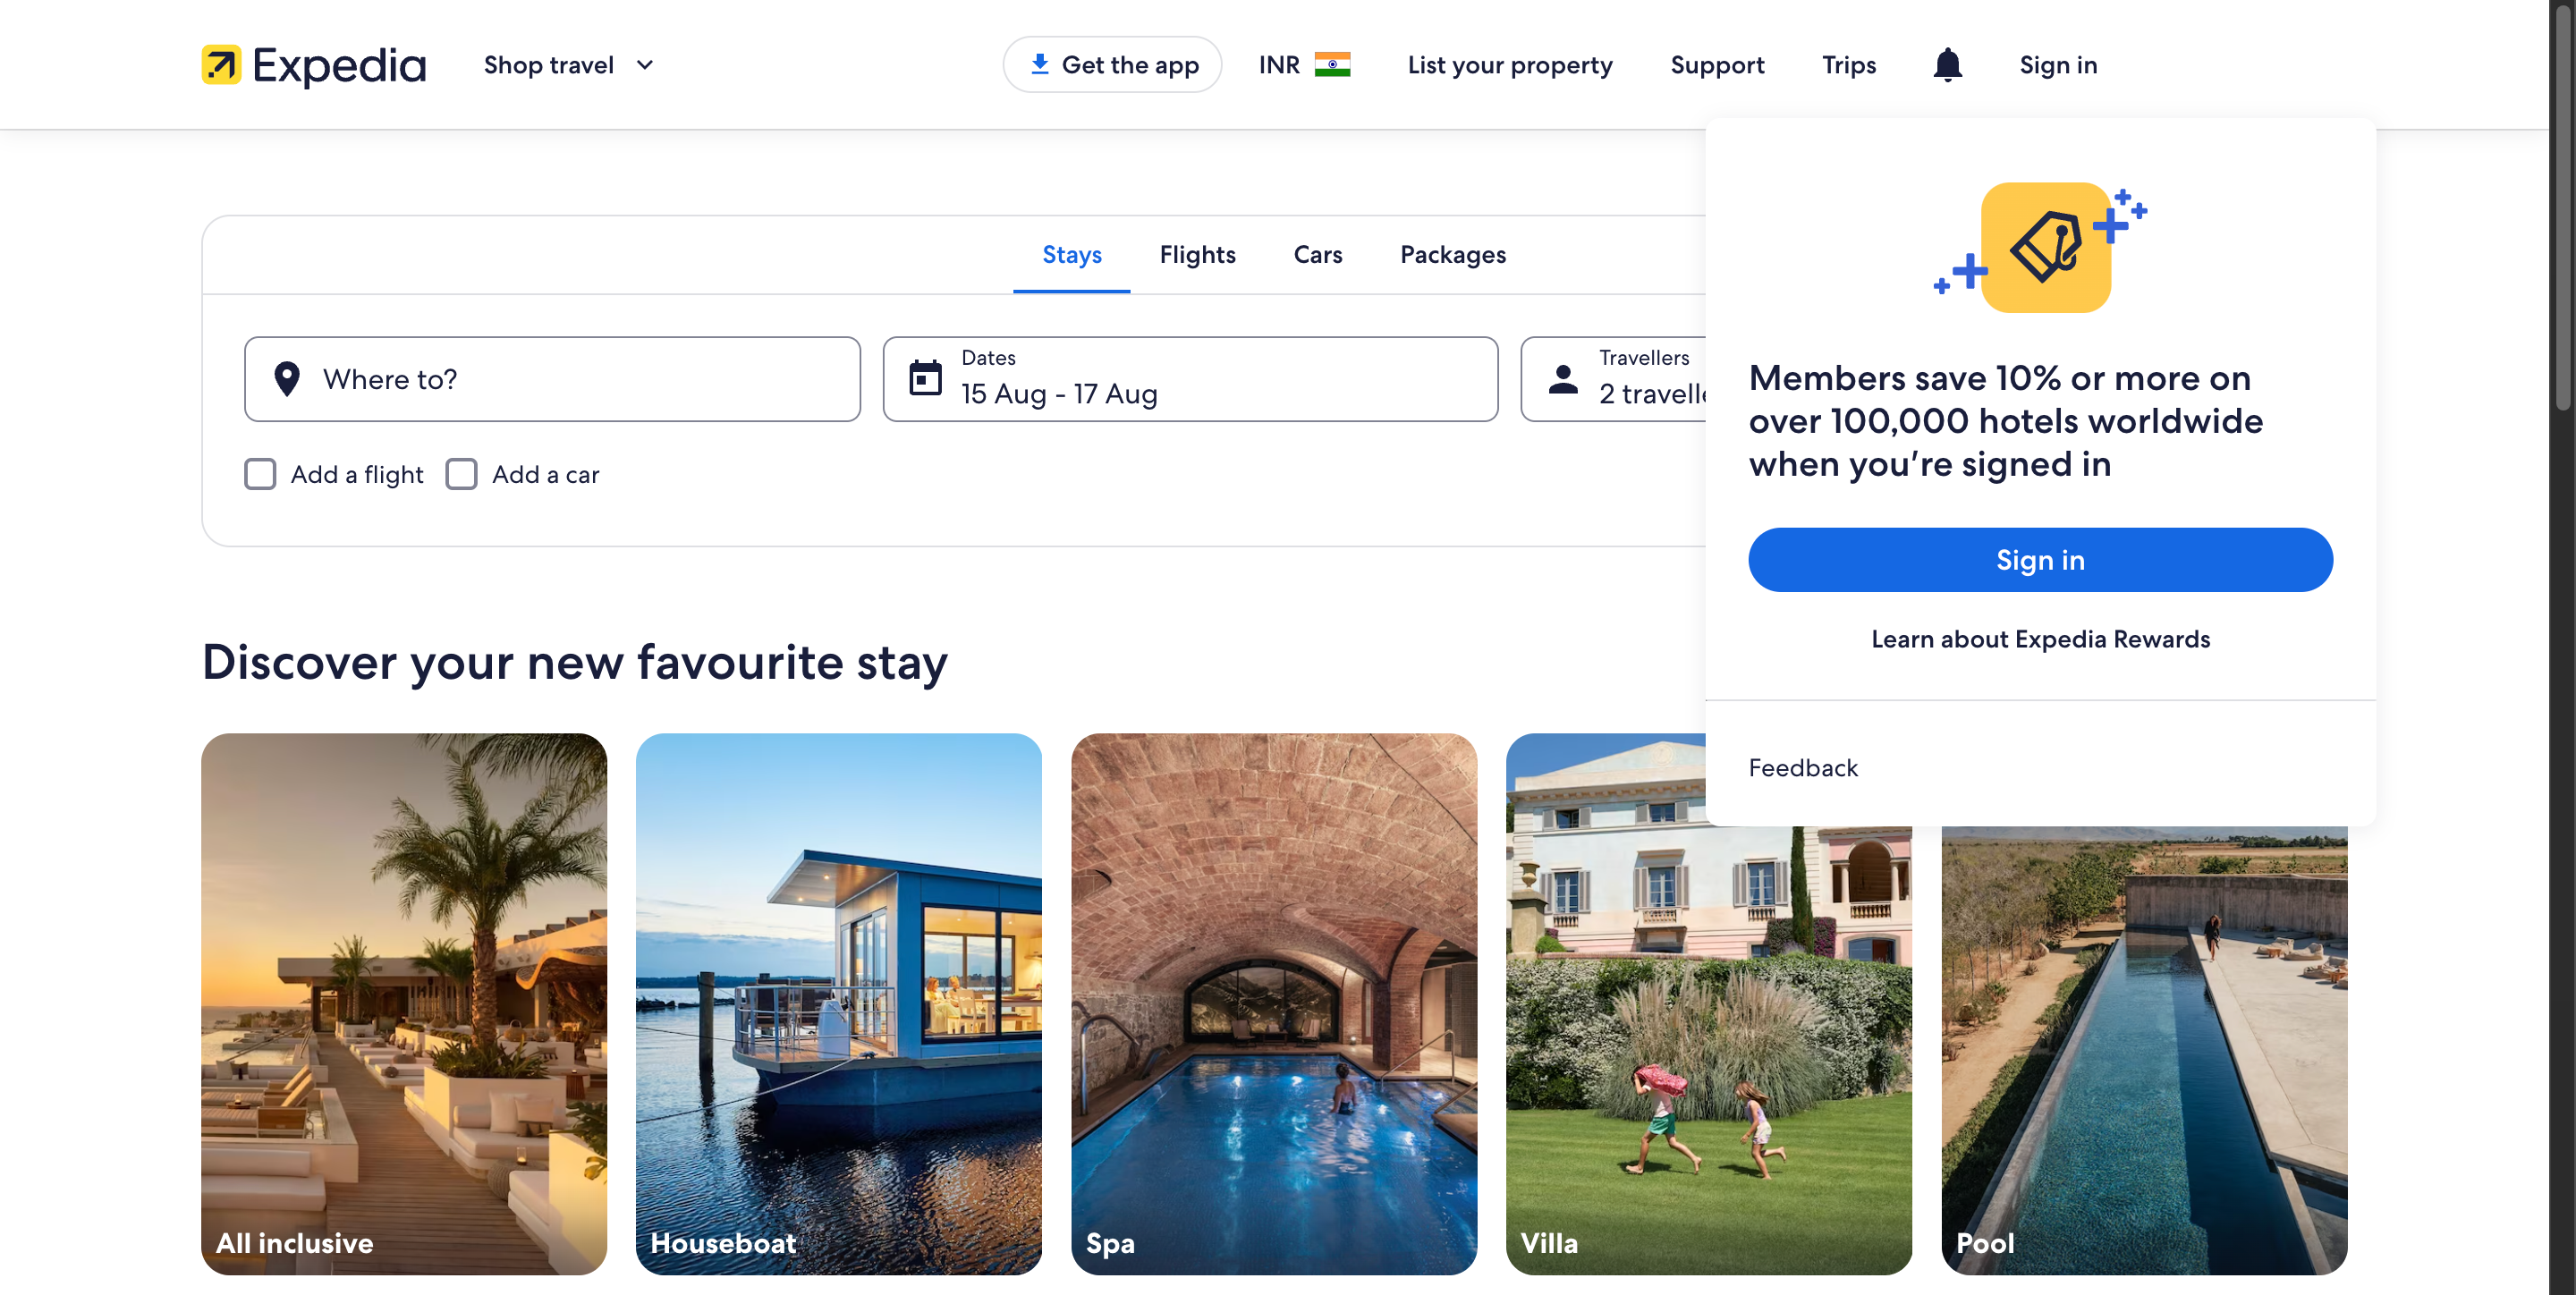 Expedia
Shop travel
Get the app
INR
List your property
Support
Trips
Sign in
Stays
Flights
Cars
Packages
Where to?
Dates
15 Aug - 17 Aug
Travellers
2 travelle
Add a flight
Add a car
Members save 10% or more on
over 100,000 hotels worldwide
when you're signed in
Sign in
Learn about Expedia Rewards
Feedback
Discover your new favourite stay
All inclusive
Houseboat
Spa
Villa
Pool